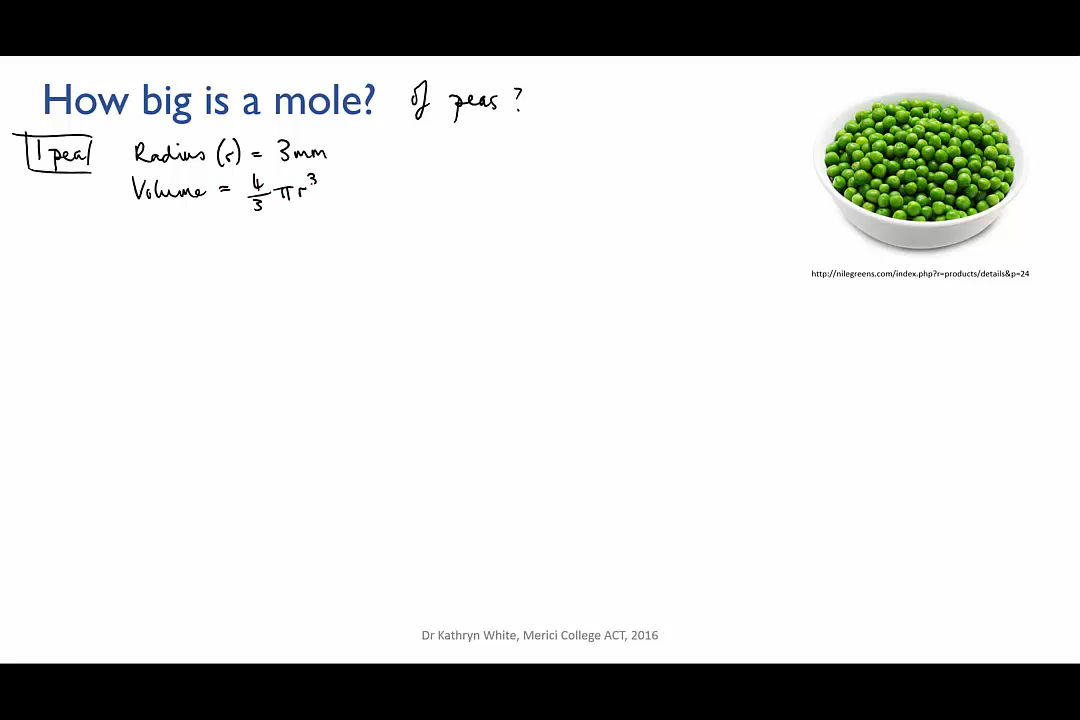 How big is a mole? of peas?
1 pea Radius (r) = 3mm
Volume = 4/3 πr³
http://nilegreens.com/index.php?r=products/details&p=24
Dr Kathryn White, Merici College ACT, 2016